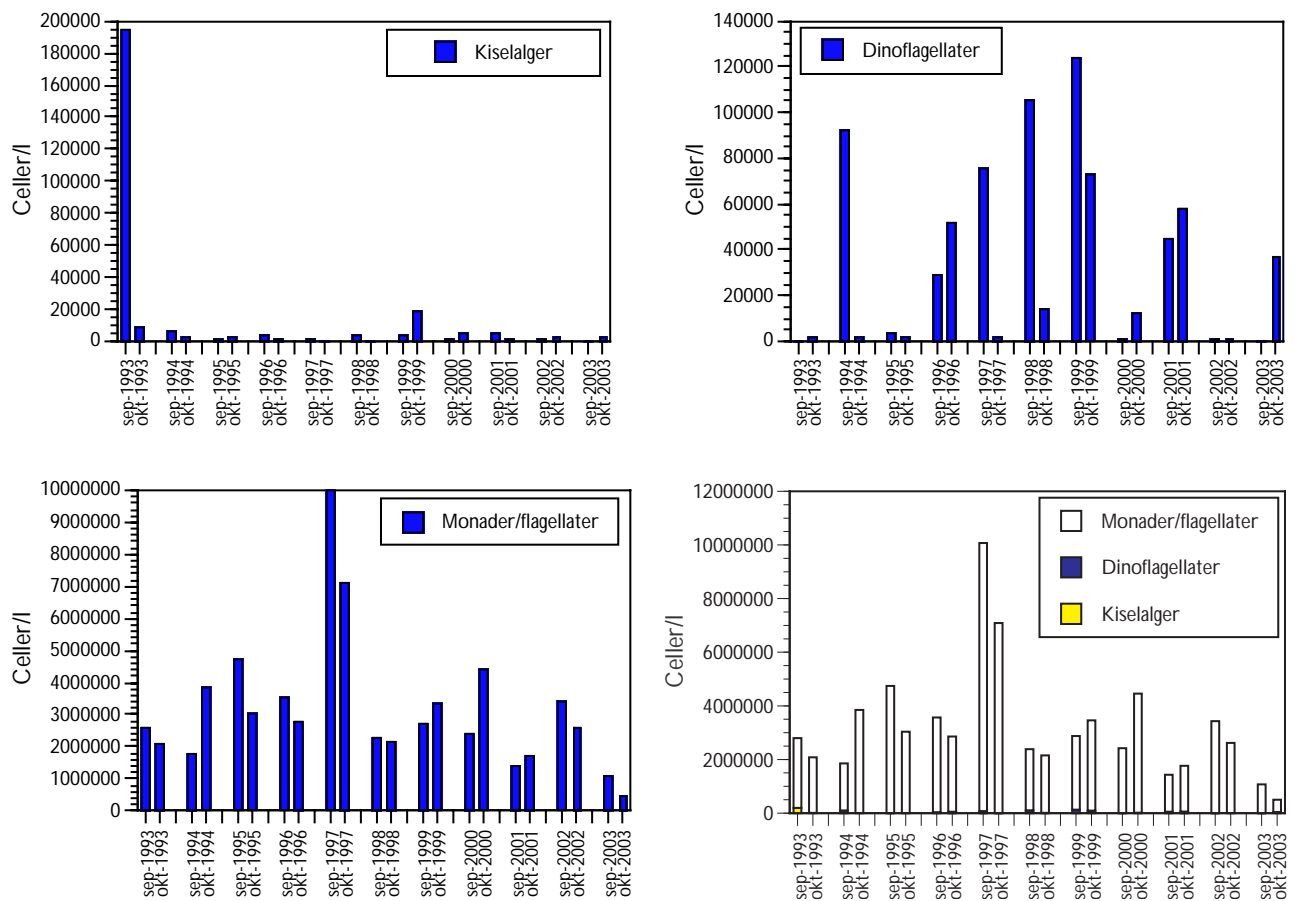 Kiselalger
Celler/l
200000
180000
160000
140000
120000
100000
80000
60000
40000
20000
0
sep-1993
okt-1993
sep-1994
okt-1994
sep-1995
okt-1995
sep-1996
okt-1996
sep-1997
okt-1997
sep-1998
okt-1998
sep-1999
okt-1999
sep-2000
okt-2000
sep-2001
okt-2001
sep-2002
okt-2002
sep-2003
okt-2003
Dinoflagellater
Celler/l
140000
120000
100000
80000
60000
40000
20000
0
sep-1993
okt-1993
sep-1994
okt-1994
sep-1995
okt-1995
sep-1996
okt-1996
sep-1997
okt-1997
sep-1998
okt-1998
sep-1999
okt-1999
sep-2000
okt-2000
sep-2001
okt-2001
sep-2002
okt-2002
sep-2003
okt-2003
Monader/flagellater
Celler/l
10000000
9000000
8000000
7000000
6000000
5000000
4000000
3000000
2000000
1000000
0
sep-1993
okt-1993
sep-1994
okt-1994
sep-1995
okt-1995
sep-1996
okt-1996
sep-1997
okt-1997
sep-1998
okt-1998
sep-1999
okt-1999
sep-2000
okt-2000
sep-2001
okt-2001
sep-2002
okt-2002
sep-2003
okt-2003
Monader/flagellater
Dinoflagellater
Kiselalger
Celler/l
12000000
10000000
8000000
6000000
4000000
2000000
0
sep-1993
okt-1993
sep-1994
okt-1994
sep-1995
okt-1995
sep-1996
okt-1996
sep-1997
okt-1997
sep-1998
okt-1998
sep-1999
okt-1999
sep-2000
okt-2000
sep-2001
okt-2001
sep-2002
okt-2002
sep-2003
okt-2003